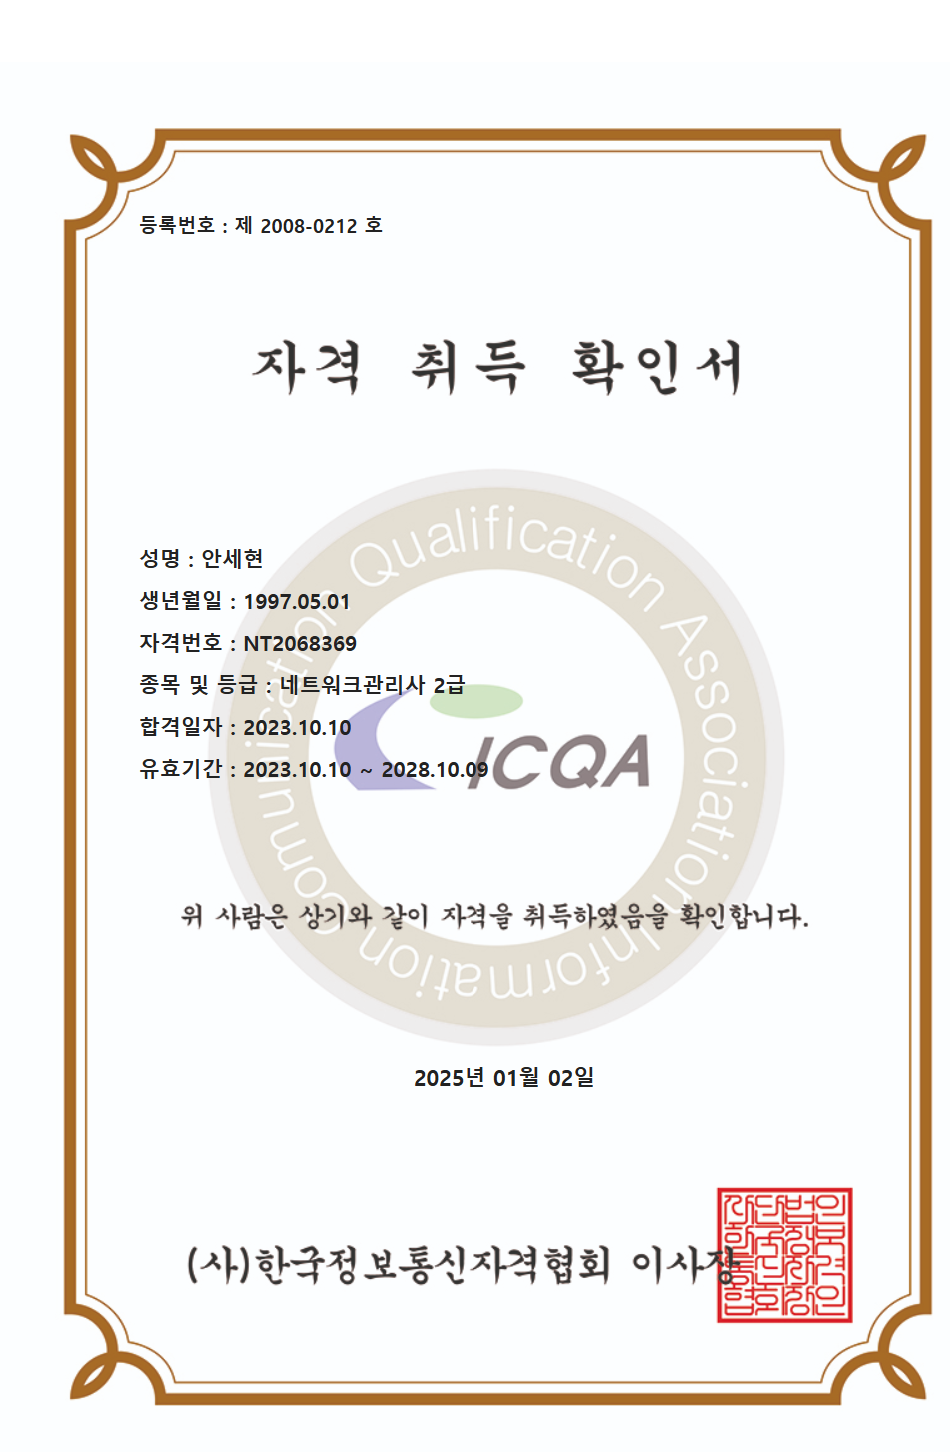 등록번호 : 제 2008-0212 호
자격 취득 확인서
성명 : 안세현
생년월일 : 1997.05.01
자격번호 : NT2068369
종목 및 등급 : 네트워크관리사 2급
합격일자 : 2023.10.10
유효기간 : 2023.10.10 ~ 2028.10.09
Information Communication Qualification Association
ICQA
위 사람은 상기와 같이 자격을 취득하였음을 확인합니다.
2025년 01월 02일
(사)한국정보통신자격협회 이사장